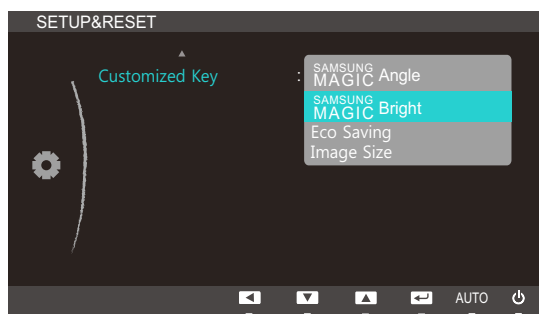 SETUP&RESET
Customized Key : SAMSUNG MAGIC Angle
SAMSUNG MAGIC Bright
Eco Saving
Image Size
AUTO